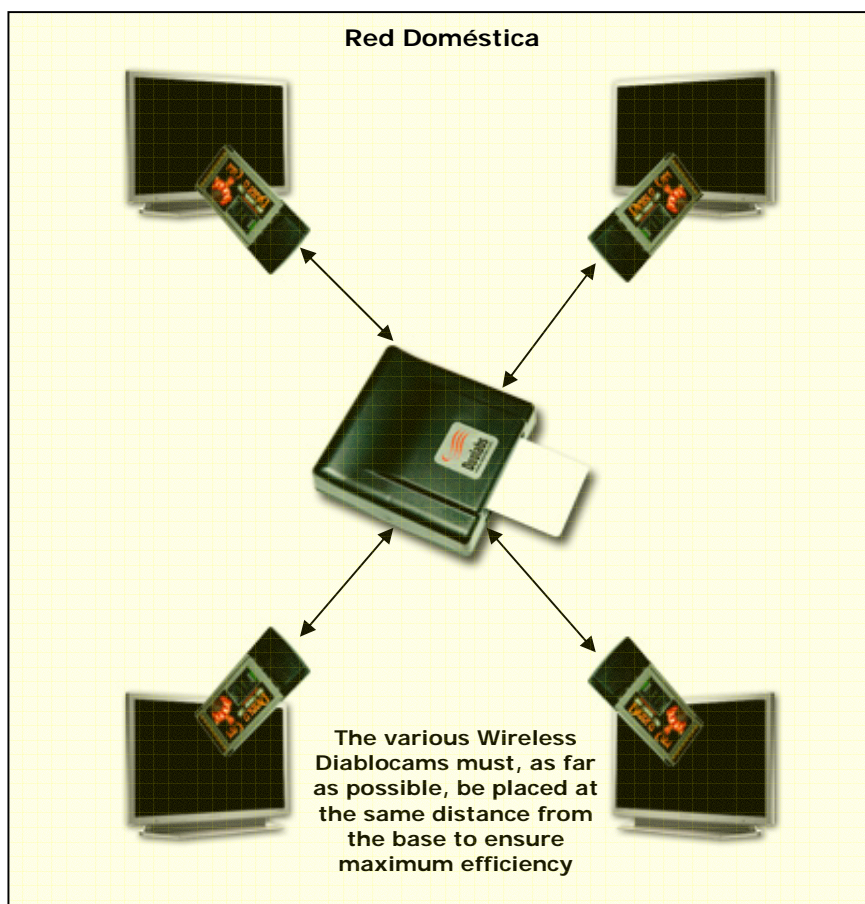 Red Doméstica
Duolabs
The various Wireless
Diablocams must, as far
as possible, be placed at
the same distance from
the base to ensure
maximum efficiency